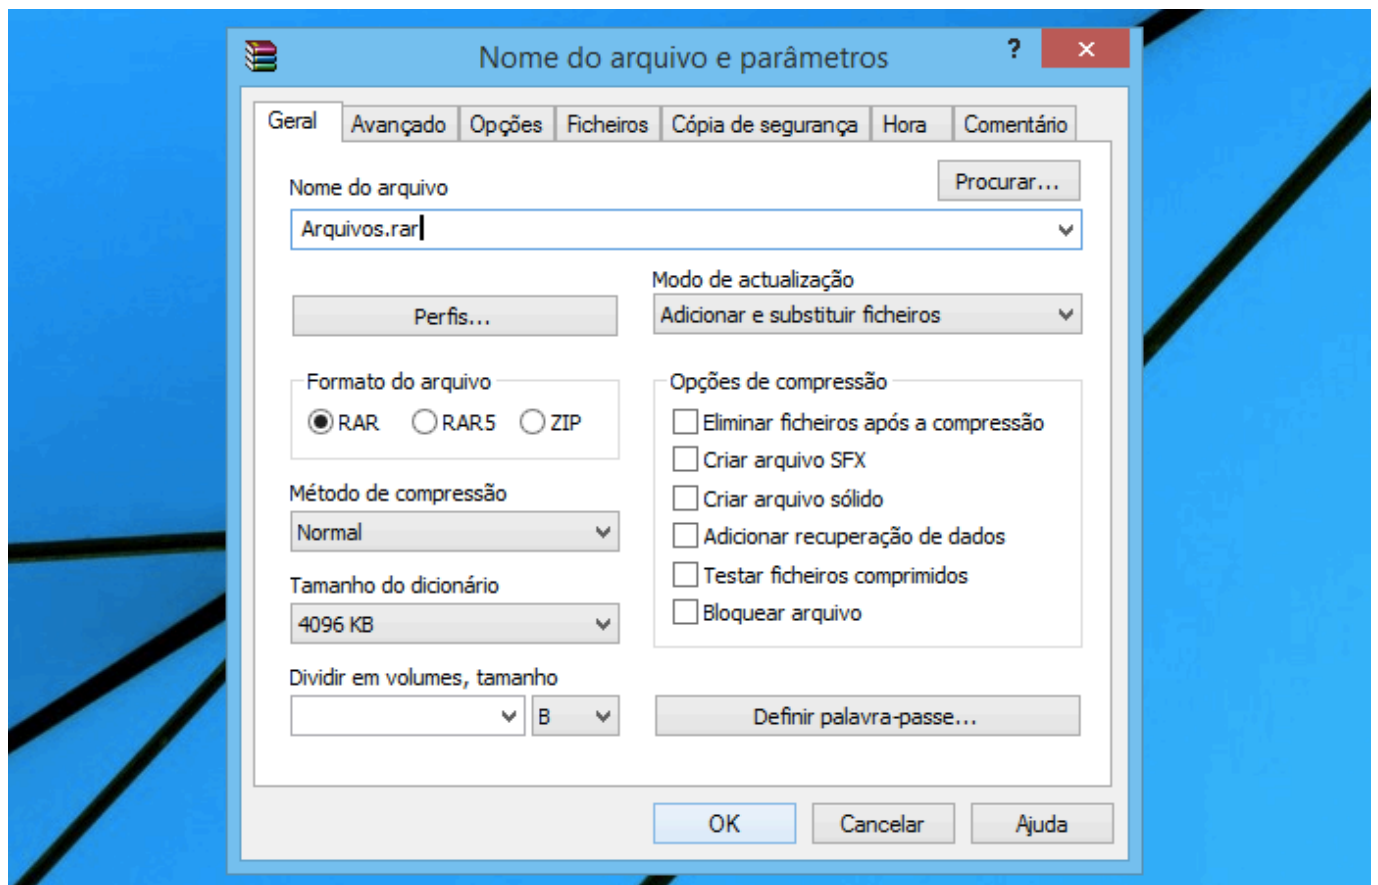 Nome do arquivo e parâmetros
?
Geral
Avançado
Opções
Ficheiros
Cópia de segurança
Hora
Comentário
Nome do arquivo
Procurar...
Arquivos.rar
Modo de actualização
Perfis...
Adicionar e substituir ficheiros
Formato do arquivo
RAR
RAR5
ZIP
Opções de compressão
Eliminar ficheiros após a compressão
Criar arquivo SFX
Criar arquivo sólido
Adicionar recuperação de dados
Testar ficheiros comprimidos
Bloquear arquivo
Método de compressão
Normal
Tamanho do dicionário
4096 KB
Dividir em volumes, tamanho
B
Definir palavra-passe...
OK
Cancelar
Ajuda